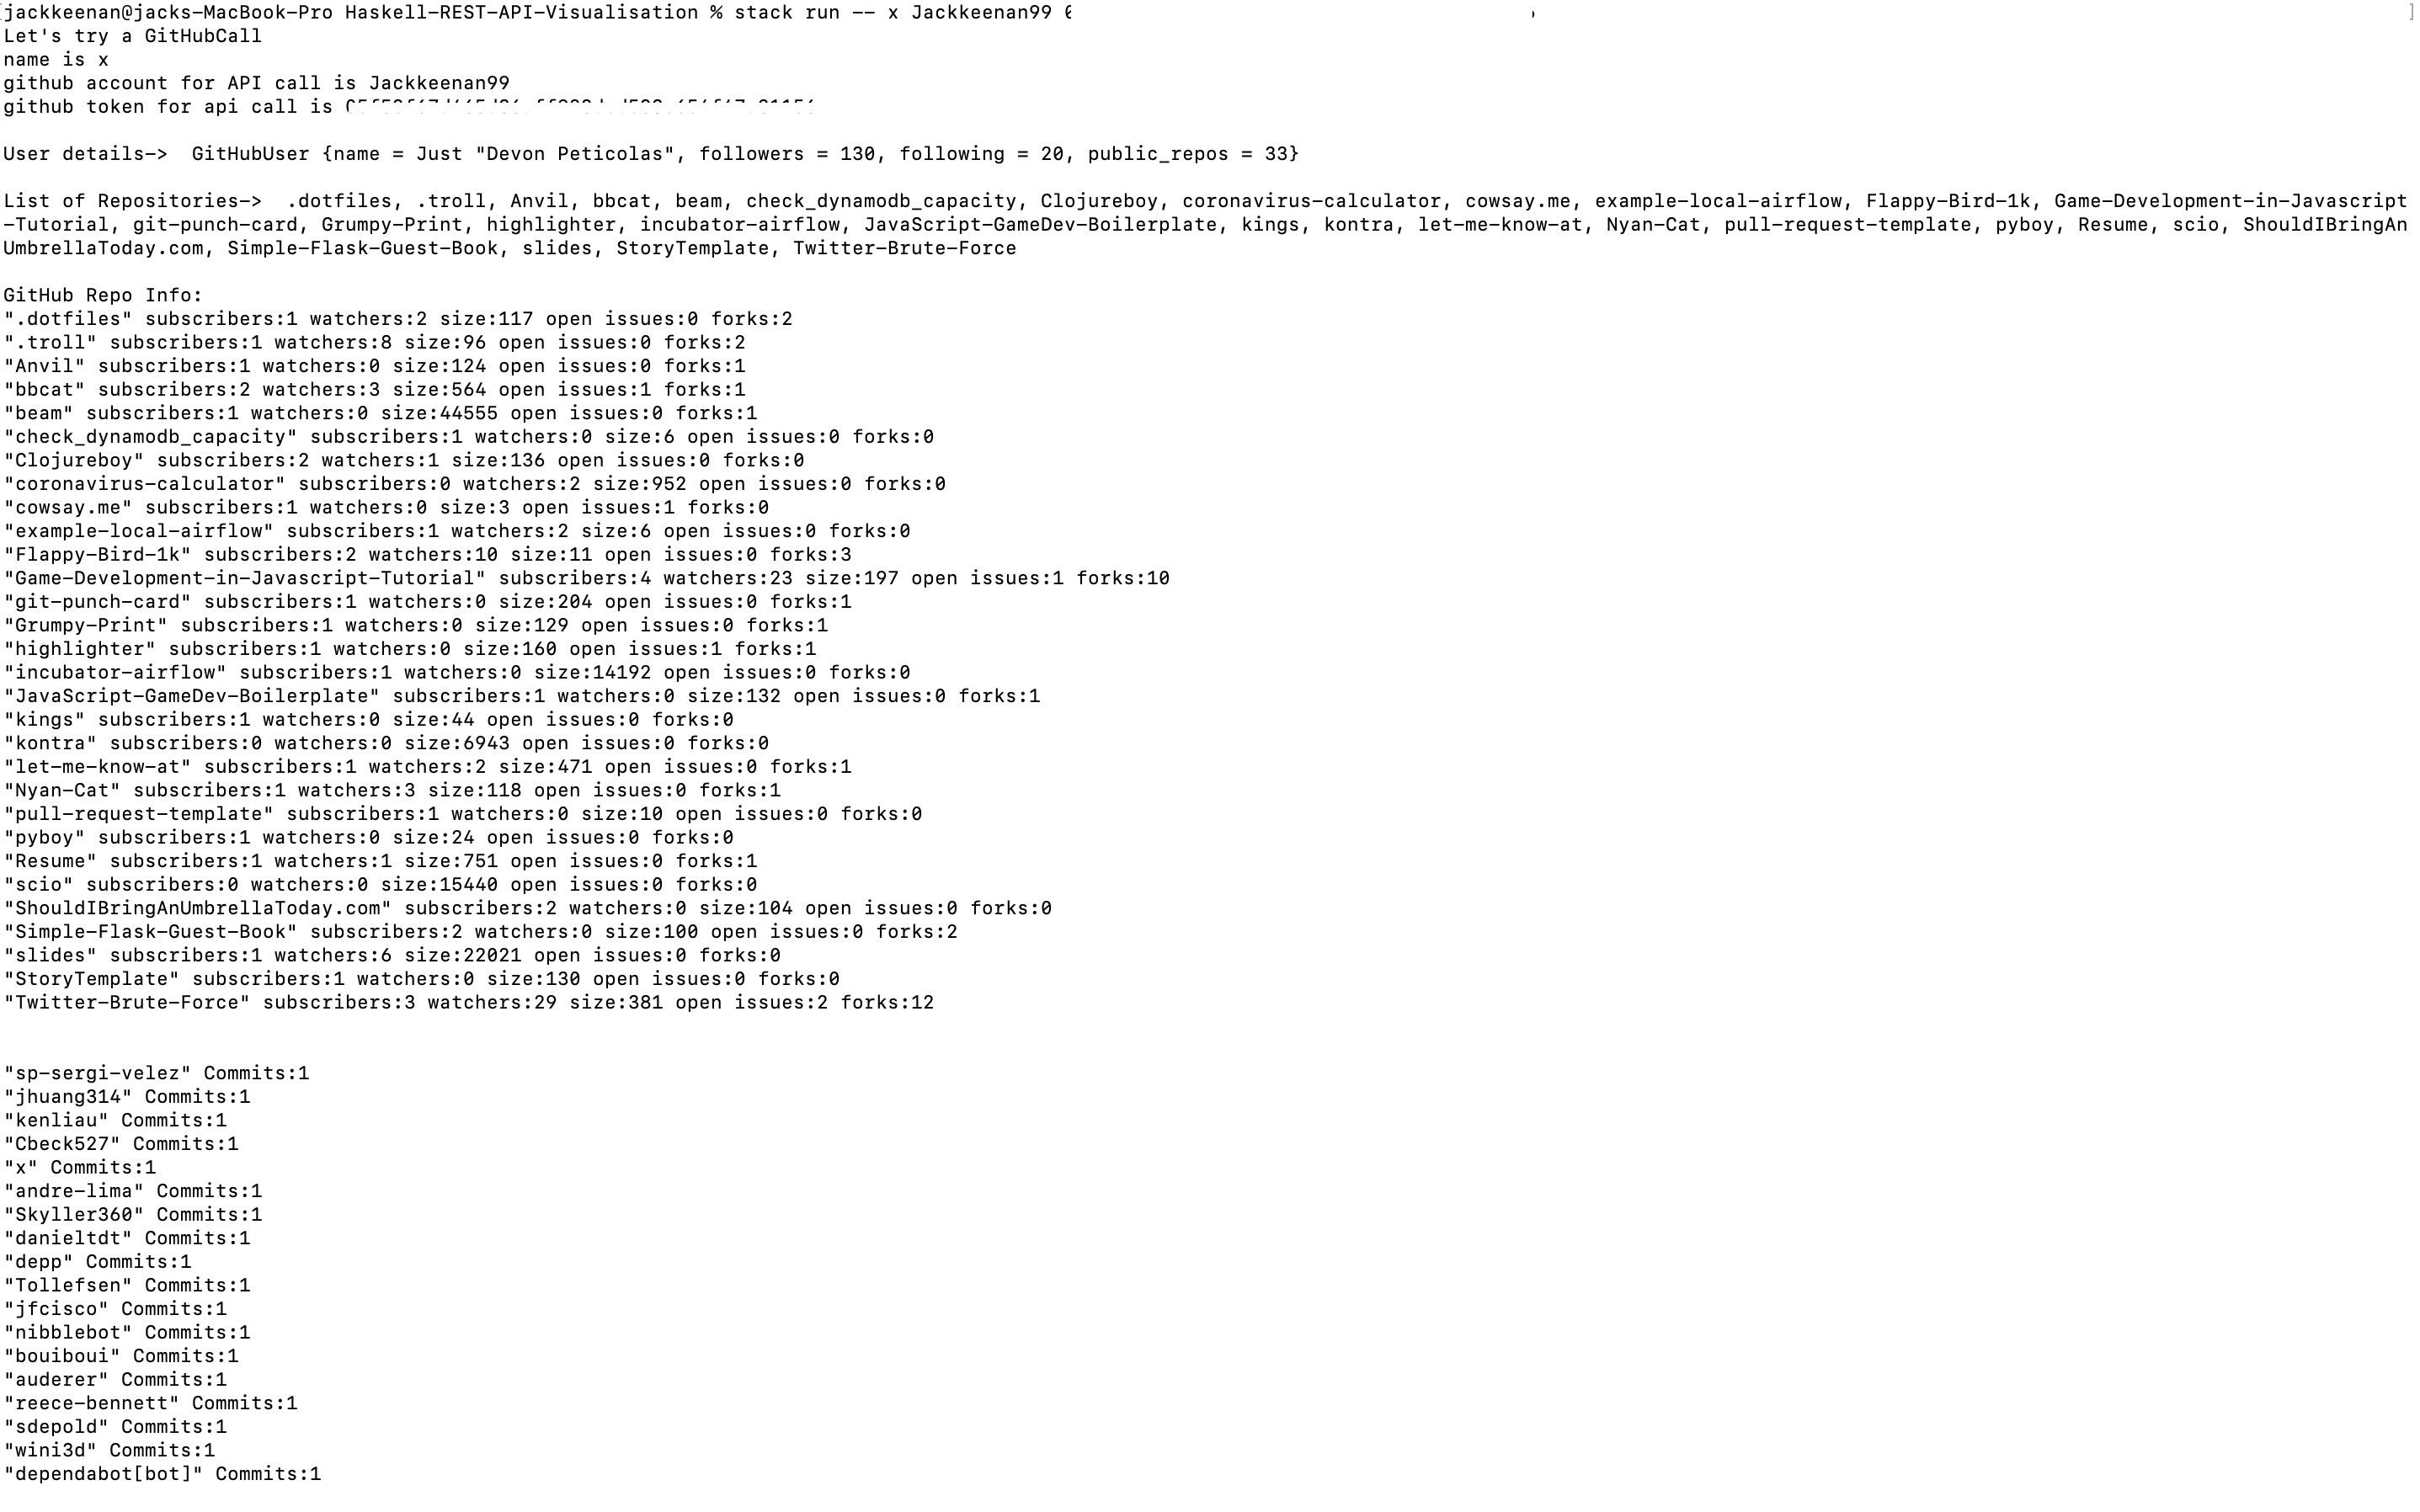 jackkeenan@jacks-MacBook-Pro Haskell-REST-API-Visualisation % stack run -- x Jackkeenan99
Let's try a GitHubCall
name is x
github account for API call is Jackkeenan99
github token for api call is
User details->  GitHubUser {name = Just "Devon Peticolas", followers = 130, following = 20, public_repos = 33}
List of Repositories->  .dotfiles, .troll, Anvil, bbcat, beam, check_dynamodb_capacity, Clojureboy, coronavirus-calculator, cowsay.me, example-local-airflow, Flappy-Bird-1k, Game-Development-in-Javascript
-Tutorial, git-punch-card, Grumpy-Print, highlighter, incubator-airflow, JavaScript-GameDev-Boilerplate, kings, kontra, let-me-know-at, Nyan-Cat, pull-request-template, pyboy, Resume, scio, ShouldIBringAn
UmbrellaToday.com, Simple-Flask-Guest-Book, slides, StoryTemplate, Twitter-Brute-Force
GitHub Repo Info:
".dotfiles" subscribers:1 watchers:2 size:117 open issues:0 forks:2
".troll" subscribers:1 watchers:8 size:96 open issues:0 forks:2
"Anvil" subscribers:1 watchers:0 size:124 open issues:0 forks:1
"bbcat" subscribers:2 watchers:3 size:564 open issues:1 forks:1
"beam" subscribers:1 watchers:0 size:44555 open issues:0 forks:1
"check_dynamodb_capacity" subscribers:1 watchers:0 size:6 open issues:0 forks:0
"Clojureboy" subscribers:2 watchers:1 size:136 open issues:0 forks:0
"coronavirus-calculator" subscribers:0 watchers:2 size:952 open issues:0 forks:0
"cowsay.me" subscribers:1 watchers:0 size:3 open issues:1 forks:0
"example-local-airflow" subscribers:1 watchers:2 size:6 open issues:0 forks:0
"Flappy-Bird-1k" subscribers:2 watchers:10 size:11 open issues:0 forks:3
"Game-Development-in-Javascript-Tutorial" subscribers:4 watchers:23 size:197 open issues:1 forks:10
"git-punch-card" subscribers:1 watchers:0 size:204 open issues:0 forks:1
"Grumpy-Print" subscribers:1 watchers:0 size:129 open issues:0 forks:1
"highlighter" subscribers:1 watchers:0 size:160 open issues:1 forks:1
"incubator-airflow" subscribers:1 watchers:0 size:14192 open issues:0 forks:0
"JavaScript-GameDev-Boilerplate" subscribers:1 watchers:0 size:132 open issues:0 forks:1
"kings" subscribers:1 watchers:0 size:44 open issues:0 forks:0
"kontra" subscribers:0 watchers:0 size:6943 open issues:0 forks:0
"let-me-know-at" subscribers:1 watchers:2 size:471 open issues:0 forks:1
"Nyan-Cat" subscribers:1 watchers:3 size:118 open issues:0 forks:1
"pull-request-template" subscribers:1 watchers:0 size:10 open issues:0 forks:0
"pyboy" subscribers:1 watchers:0 size:24 open issues:0 forks:0
"Resume" subscribers:1 watchers:1 size:751 open issues:0 forks:1
"scio" subscribers:0 watchers:0 size:15440 open issues:0 forks:0
"ShouldIBringAnUmbrellaToday.com" subscribers:2 watchers:0 size:104 open issues:0 forks:0
"Simple-Flask-Guest-Book" subscribers:2 watchers:0 size:100 open issues:0 forks:2
"slides" subscribers:1 watchers:6 size:22021 open issues:0 forks:0
"StoryTemplate" subscribers:1 watchers:0 size:130 open issues:0 forks:0
"Twitter-Brute-Force" subscribers:3 watchers:29 size:381 open issues:2 forks:12
"sp-sergi-velez" Commits:1
"jhuang314" Commits:1
"kenliau" Commits:1
"Cbeck527" Commits:1
"x" Commits:1
"andre-lima" Commits:1
"Skyller360" Commits:1
"danieltdt" Commits:1
"depp" Commits:1
"Tollefsen" Commits:1
"jfcisco" Commits:1
"nibblebot" Commits:1
"bouiboui" Commits:1
"auderer" Commits:1
"reece-bennett" Commits:1
"sdepold" Commits:1
"wini3d" Commits:1
"dependabot[bot]" Commits:1